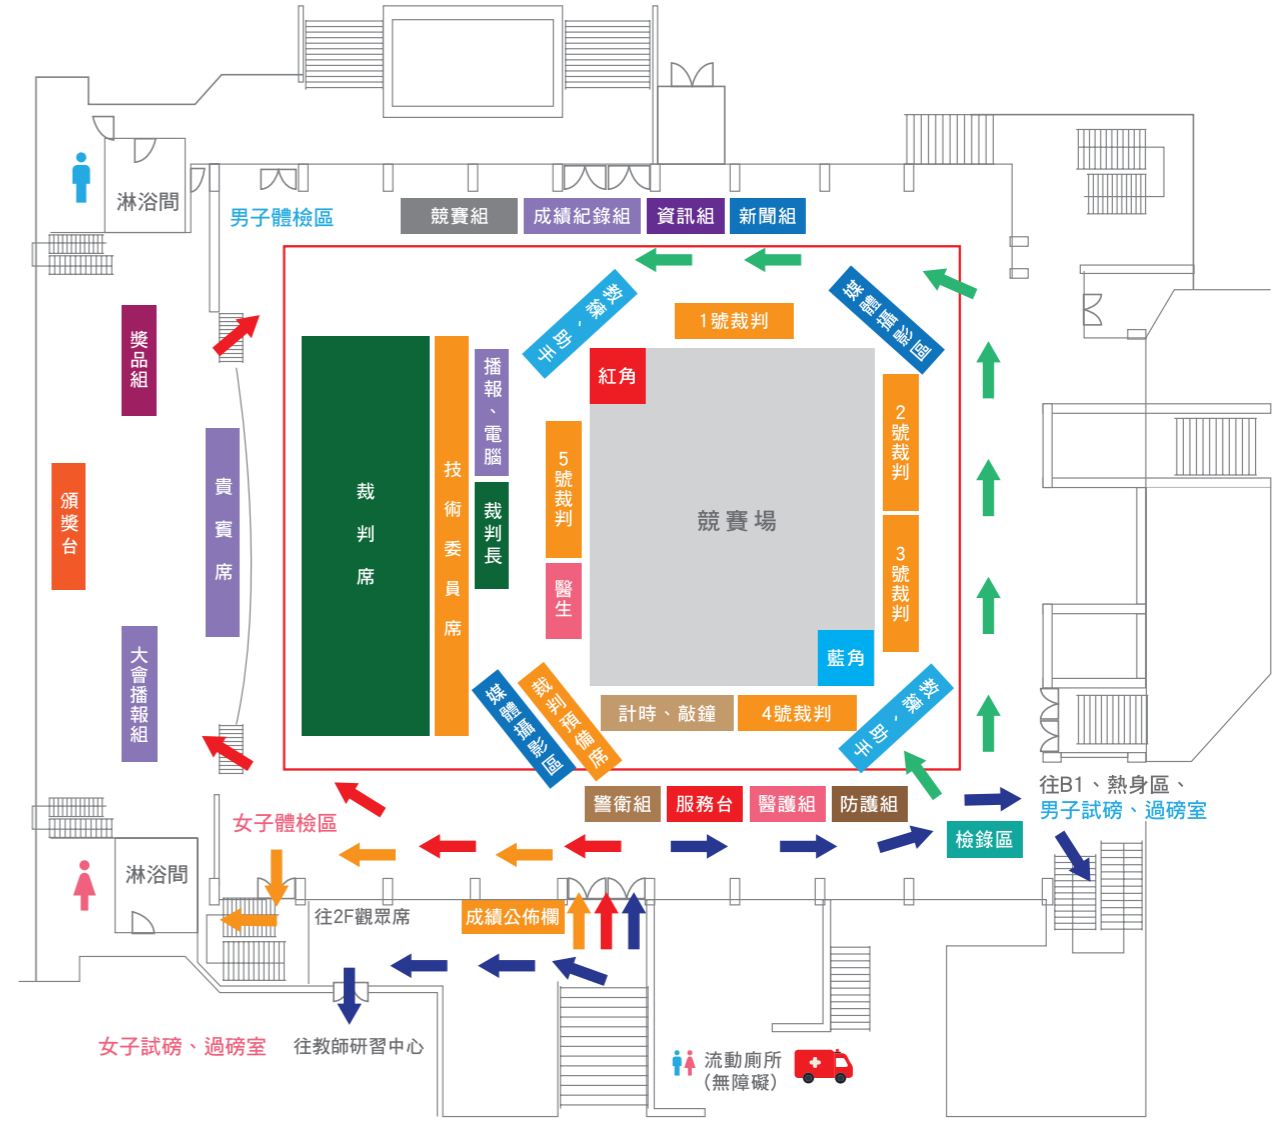 淋浴間
男子體檢區
競賽組
成績紀錄組
資訊組
新聞組
教練、助手
媒體攝影區
1號裁判
獎品組
播報、電腦
紅角
2號裁判
5號裁判
貴賓席
裁判席
技術委員席
頒獎台
裁判長
競賽場
3號裁判
醫生
大會播報組
藍角
媒體攝影區
裁判預備席
計時、敲鐘
4號裁判
教練、助手
警衛組
服務台
醫護組
防護組
往B1、熱身區、
男子試磅、過磅室
女子體檢區
檢錄區
淋浴間
往2F觀眾席
成績公佈欄
女子試磅、過磅室
往教師研習中心
流動廁所
(無障礙)